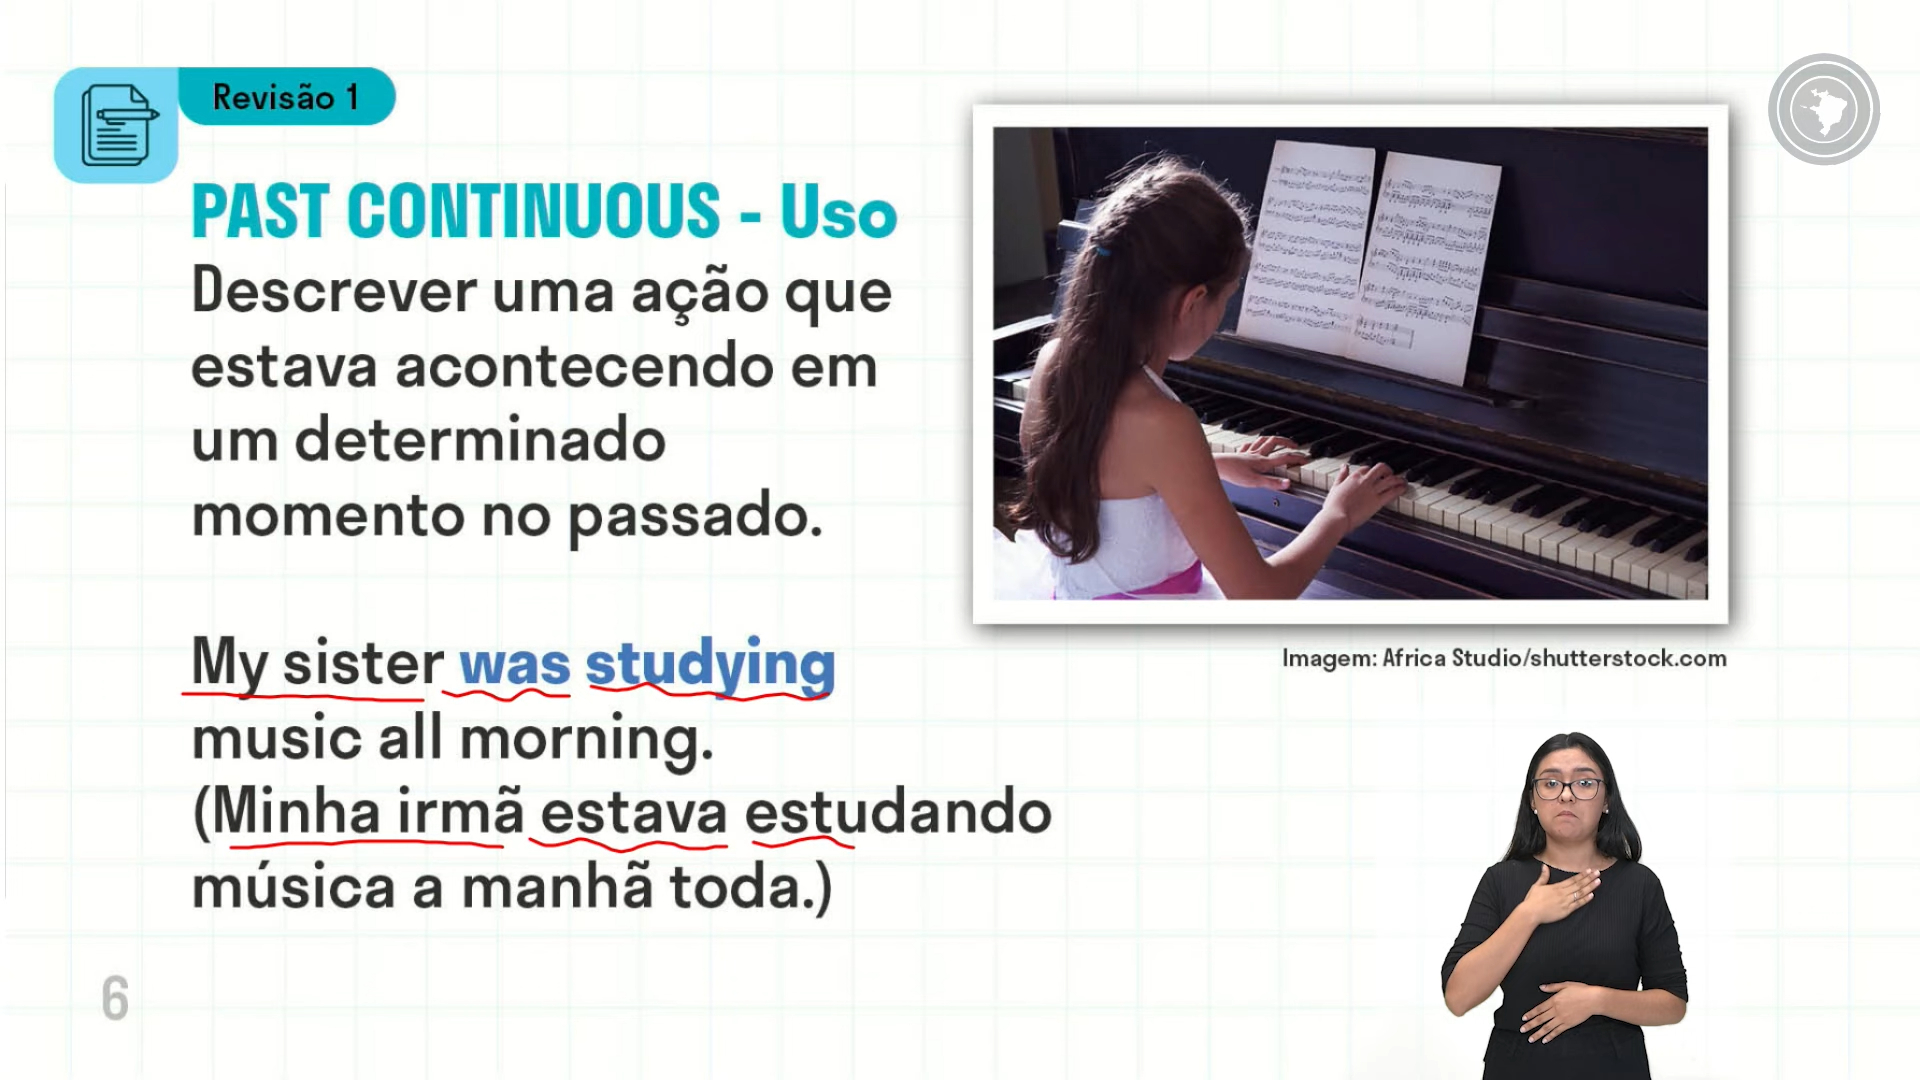 Revisão 1
PAST CONTINUOUS - Uso
Descrever uma ação que
estava acontecendo em
um determinado
momento no passado.
My sister was studying
music all morning.
(Minha irmã estava estudando
música a manhã toda.)
Imagem: Africa Studio/shutterstock.com
6